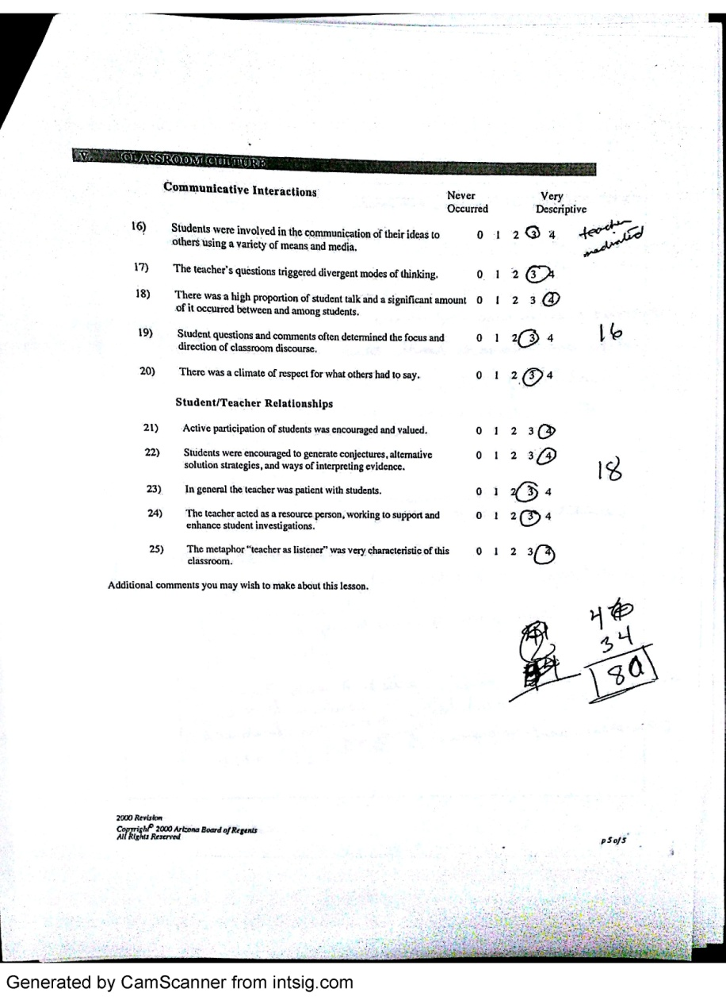 V. CLASSROOM CULTURE
Communicative Interactions
Never Occurred
Very Descriptive
16) Students were involved in the communication of their ideas to 0 1 2 3 4 teacher
others using a variety of means and media. mediated
17) The teacher's questions triggered divergent modes of thinking. 0 1 2 3 4
18) There was a high proportion of student talk and a significant amount 0 1 2 3 4
of it occurred between and among students.
19) Student questions and comments often determined the focus and 0 1 2 3 4 16
direction of classroom discourse.
20) There was a climate of respect for what others had to say. 0 1 2 3 4
Student/Teacher Relationships
21) Active participation of students was encouraged and valued. 0 1 2 3 4
22) Students were encouraged to generate conjectures, alternative 0 1 2 3 4
solution strategies, and ways of interpreting evidence. 18
23) In general the teacher was patient with students. 0 1 2 3 4
24) The teacher acted as a resource person, working to support and 0 1 2 3 4
enhance student investigations.
25) The metaphor "teacher as listener" was very characteristic of this 0 1 2 3 4
classroom.
Additional comments you may wish to make about this lesson.
34
80
2000 Revision
Copyright© 2000 Arizona Board of Regents
All Rights Reserved
p 5 of 5
Generated by CamScanner from intsig.com